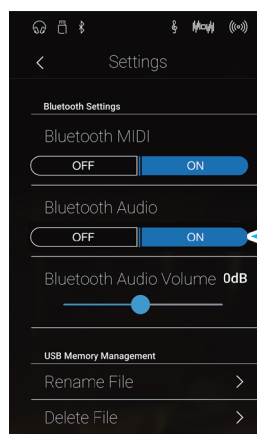 Settings
Bluetooth Settings
Bluetooth MIDI
OFF ON
Bluetooth Audio
OFF ON
Bluetooth Audio Volume 0dB
USB Memory Management
Rename File
Delete File